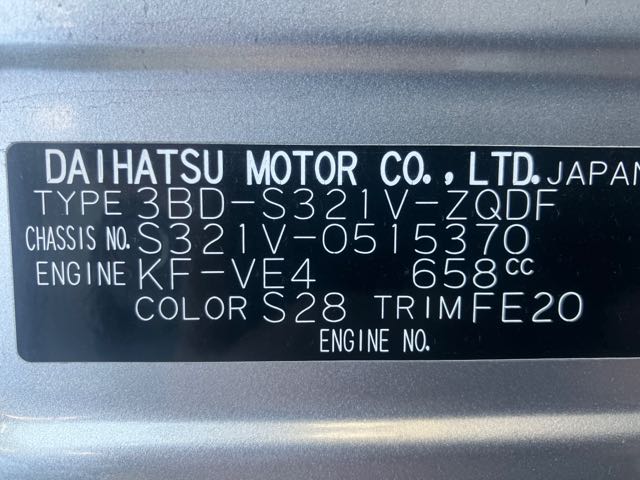 DAIHATSU MOTOR CO., LTD. JAPAN
TYPE 3BD-S321V-ZQDF
CHASSIS NO. S321V-0515370
ENGINE KF-VE4 658CC
COLOR S28 TRIM FE20
ENGINE NO.